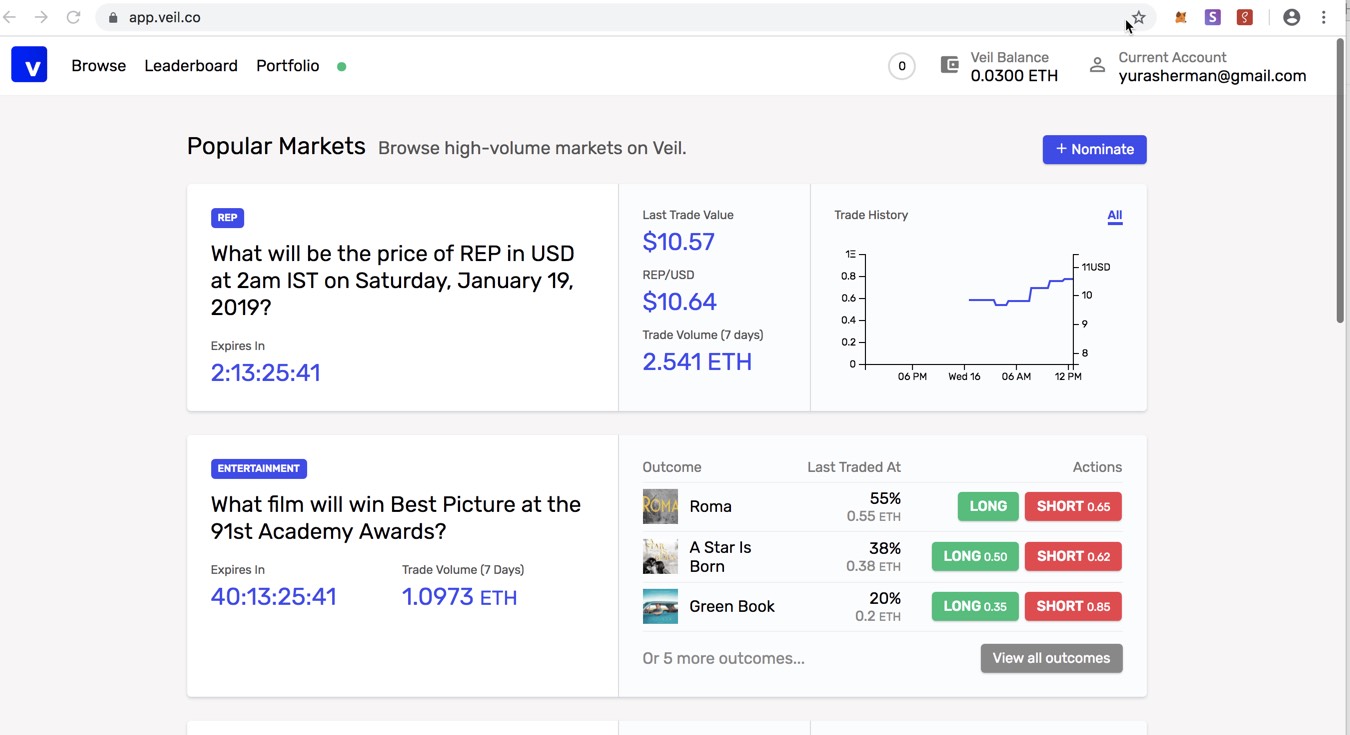 app.veil.co
S
V
Browse Leaderboard Portfolio
0
Veil Balance
0.0300 ETH
Current Account
yurasherman@gmail.com
Popular Markets Browse high-volume markets on Veil.
+ Nominate
REP
What will be the price of REP in USD
at 2am IST on Saturday, January 19,
2019?
Expires In
2:13:25:41
Last Trade Value
$10.57
REP/USD
$10.64
Trade Volume (7 days)
2.541 ETH
Trade History All
1Ξ
0.8
0.6
0.4
0.2
0
11USD
10
9
8
06 PM Wed 16 06 AM 12 PM
ENTERTAINMENT
What film will win Best Picture at the
91st Academy Awards?
Expires In
40:13:25:41
Trade Volume (7 Days)
1.0973 ETH
Outcome Last Traded At Actions
ROMA
Roma 55% LONG SHORT 0.65
0.55 ETH
A Star Is
Born
38% LONG 0.50 SHORT 0.62
0.38 ETH
Green Book 20% LONG 0.35 SHORT 0.85
0.2 ETH
Or 5 more outcomes... View all outcomes